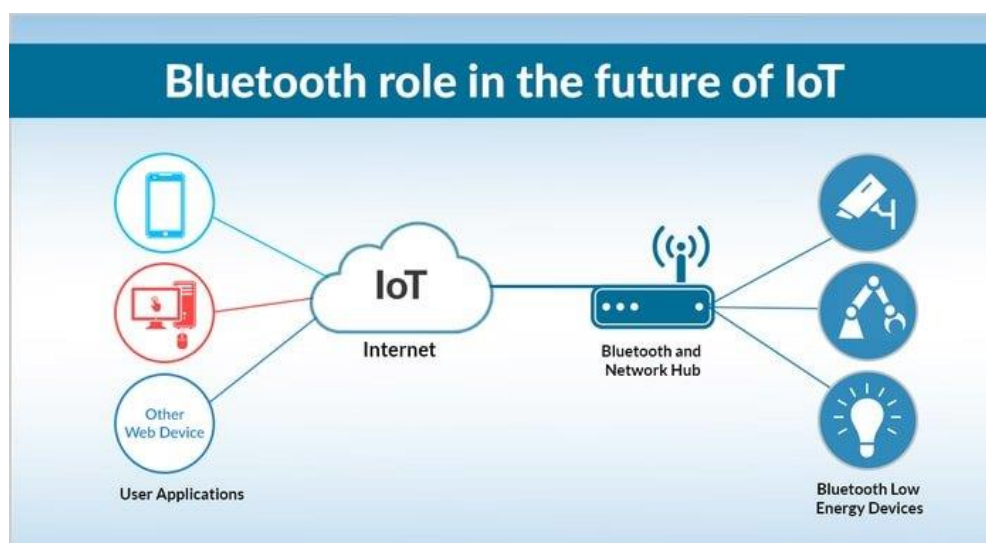 Bluetooth role in the future of IoT
IoT
Internet
Bluetooth and
Network Hub
Other
Web Device
User Applications
Bluetooth Low
Energy Devices